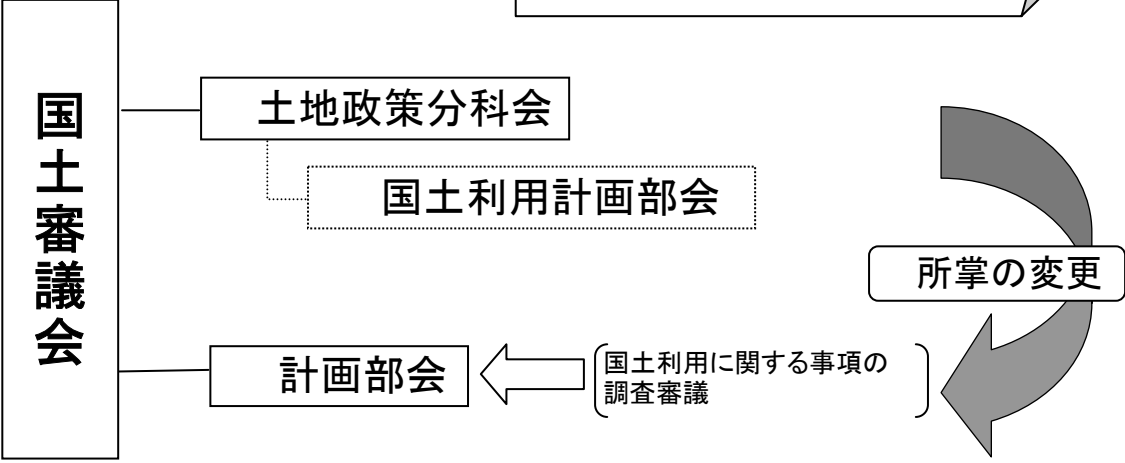 国土審議会
土地政策分科会
国土利用計画部会
所掌の変更
計画部会
国土利用に関する事項の
調査審議